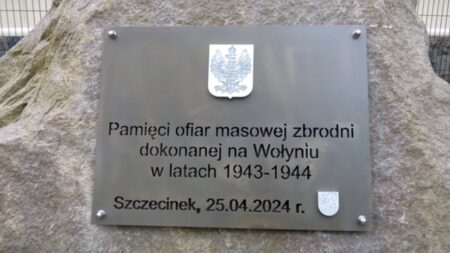 Pamięci ofiar masowej zbrodni
dokonanej na Wołyniu
w latach 1943-1944
Szczecinek, 25.04.2024 r.